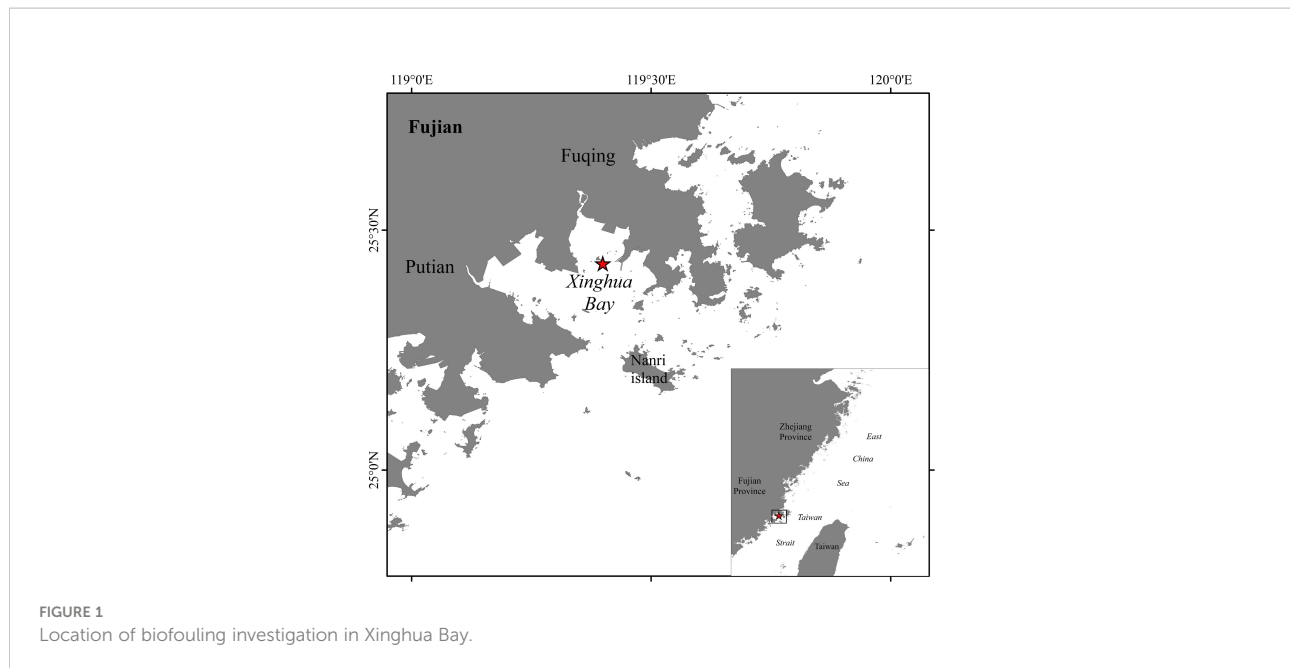 119°0'E
119°30'E
120°0'E
Fujian
Fuqing
25°30'N
Putian
Xinghua
Bay
Nanri
island
25°0'N
Zhejiang
Province
East
China
Sea
Fujian
Province
Taiwan
Strait
Taiwan
FIGURE 1
Location of biofouling investigation in Xinghua Bay.